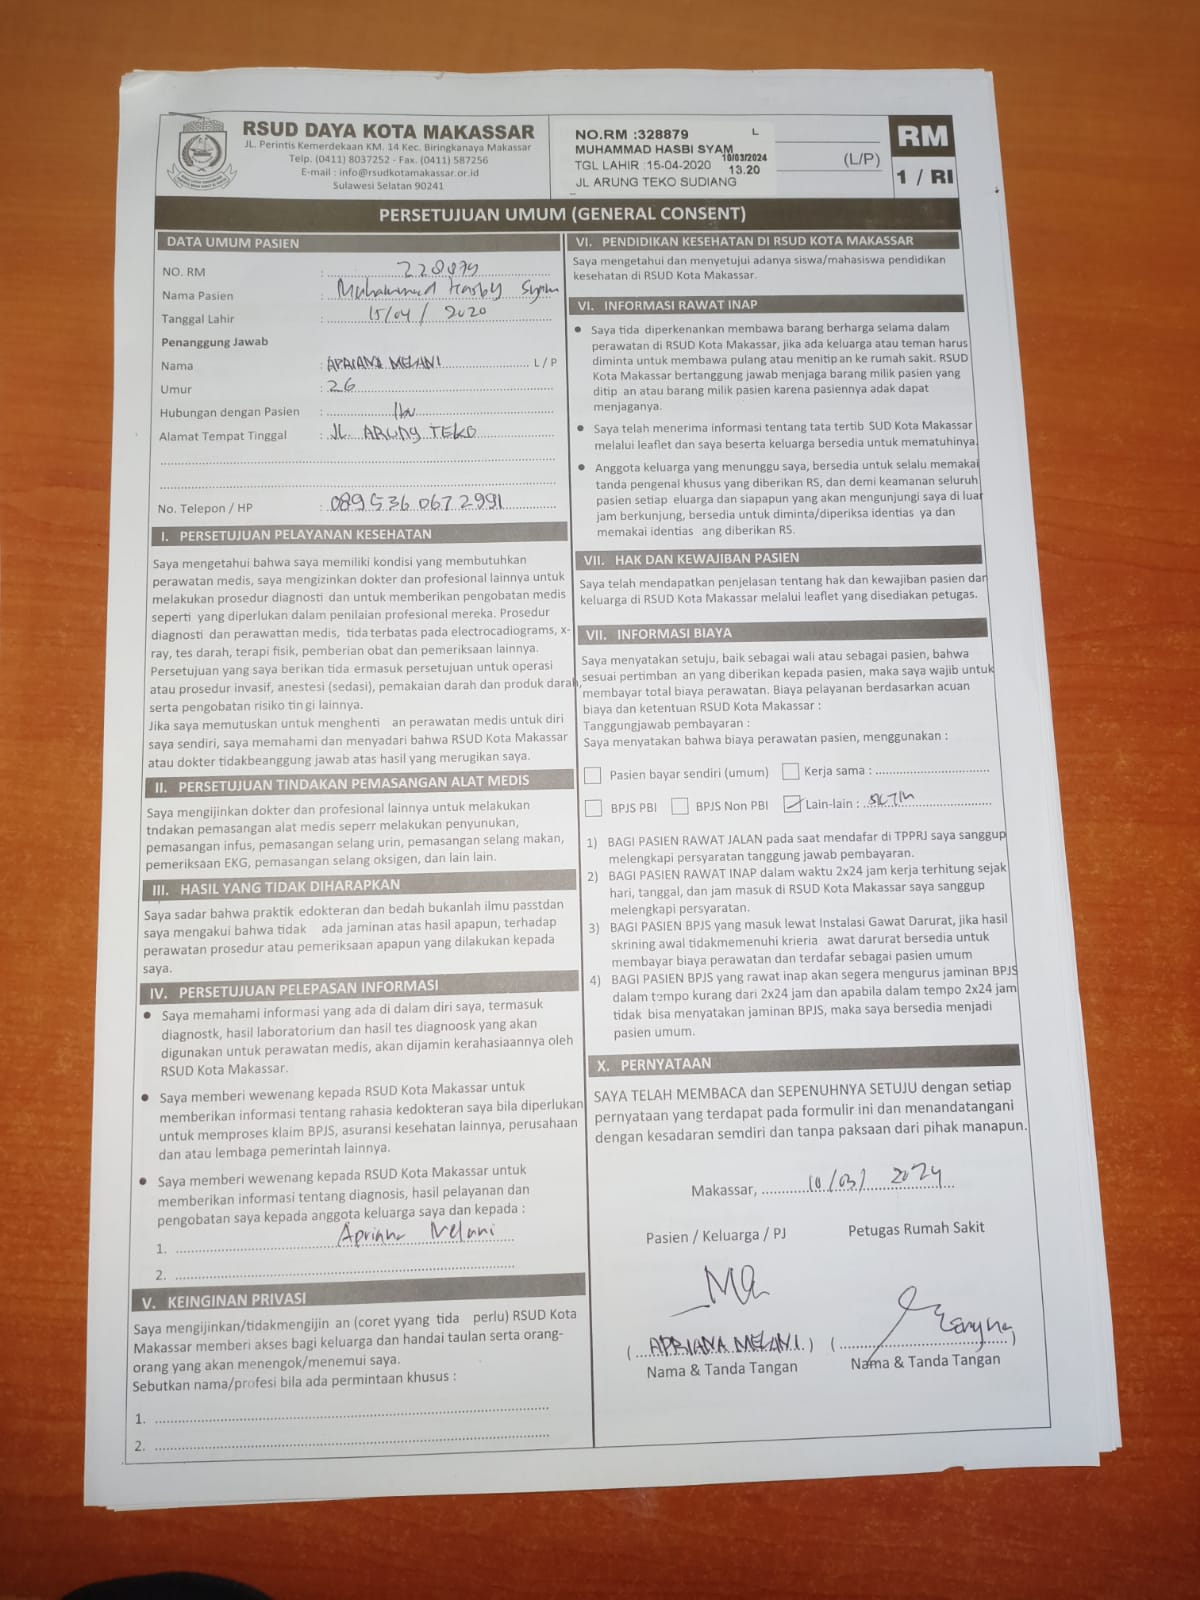 RSUD DAYA KOTA MAKASSAR
JL. Perintis Kemerdekaan KM. 14 Kec. Biringkanaya Makassar
Telp. (0411) 8037252 - Fax. (0411) 587256
E-mail : info@rsudkotamakassar.or.id
Sulawesi Selatan 90241
NO.RM :328879 L
MUHAMMAD HASBI SYAM
TGL LAHIR :15-04-2020 10/03/2024
13.20
JL ARUNG TEKO SUDIANG
(L/P)
RM
1 / RI
PERSETUJUAN UMUM (GENERAL CONSENT)
DATA UMUM PASIEN
NO. RM : 328879
Nama Pasien : Muhammad Hasby Syam
Tanggal Lahir : 15/04/ 2020
Penanggung Jawab
Nama : APRIANA MELANI L / P
Umur : 26
Hubungan dengan Pasien : Ibu
Alamat Tempat Tinggal : JL. ARUNG TEKO
No. Telepon / HP : 0895 36 067 2991
I. PERSETUJUAN PELAYANAN KESEHATAN
Saya mengetahui bahwa saya memiliki kondisi yang membutuhkan
perawatan medis, saya mengizinkan dokter dan profesional lainnya untuk
melakukan prosedur diagnosti dan untuk memberikan pengobatan medis
seperti yang diperlukan dalam penilaian profesional mereka. Prosedur
diagnosti dan perawattan medis, tida terbatas pada electrocadiograms, x-
ray, tes darah, terapi fisik, pemberian obat dan pemeriksaan lainnya.
Persetujuan yang saya berikan tida ermasuk persetujuan untuk operasi
atau prosedur invasif, anestesi (sedasi), pemakaian darah dan produk darah,
serta pengobatan risiko tin gi lainnya.
Jika saya memutuskan untuk menghenti an perawatan medis untuk diri
saya sendiri, saya memahami dan menyadari bahwa RSUD Kota Makassar
atau dokter tidakbeanggung jawab atas hasil yang merugikan saya.
II. PERSETUJUAN TINDAKAN PEMASANGAN ALAT MEDIS
Saya mengijinkan dokter dan profesional lainnya untuk melakukan
tndakan pemasangan alat medis seperr melakukan penyunukan,
pemasangan infus, pemasangan selang urin, pemasangan selang makan,
pemeriksaan EKG, pemasangan selang oksigen, dan lain lain.
III. HASIL YANG TIDAK DIHARAPKAN
Saya sadar bahwa praktik edokteran dan bedah bukanlah ilmu passtdan
saya mengakui bahwa tidak ada jaminan atas hasil apapun, terhadap
perawatan prosedur atau pemeriksaan apapun yang dilakukan kepada
saya.
IV. PERSETUJUAN PELEPASAN INFORMASI
● Saya memahami informasi yang ada di dalam diri saya, termasuk
diagnostk, hasil laboratorium dan hasil tes diagnoosk yang akan
digunakan untuk perawatan medis, akan dijamin kerahasiaannya oleh
RSUD Kota Makassar.
● Saya memberi wewenang kepada RSUD Kota Makassar untuk
memberikan informasi tentang rahasia kedokteran saya bila diperlukan
untuk memproses klaim BPJS, asuransi kesehatan lainnya, perusahaan
dan atau lembaga pemerintah lainnya.
● Saya memberi wewenang kepada RSUD Kota Makassar untuk
memberikan informasi tentang diagnosis, hasil pelayanan dan
pengobatan saya kepada anggota keluarga saya dan kepada :
1. Apriana Melani
2.
V. KEINGINAN PRIVASI
Saya mengijinkan/tidakmengijin an (coret yyang tida perlu) RSUD Kota
Makassar memberi akses bagi keluarga dan handai taulan serta orang-
orang yang akan menengok/menemui saya.
Sebutkan nama/profesi bila ada permintaan khusus :
1.
2.
VI. PENDIDIKAN KESEHATAN DI RSUD KOTA MAKASSAR
Saya mengetahui dan menyetujui adanya siswa/mahasiswa pendidikan
kesehatan di RSUD Kota Makassar.
VI. INFORMASI RAWAT INAP
● Saya tida diperkenankan membawa barang berharga selama dalam
perawatan di RSUD Kota Makassar, jika ada keluarga atau teman harus
diminta untuk membawa pulang atau menitip an ke rumah sakit. RSUD
Kota Makassar bertanggung jawab menjaga barang milik pasien yang
ditip an atau barang milik pasien karena pasiennya adak dapat
menjaganya.
● Saya telah menerima informasi tentang tata tertib SUD Kota Makassar
melalui leaflet dan saya beserta keluarga bersedia untuk mematuhinya.
● Anggota keluarga yang menunggu saya, bersedia untuk selalu memakai
tanda pengenal khusus yang diberikan RS, dan demi keamanan seluruh
pasien setiap eluarga dan siapapun yang akan mengunjungi saya di luar
jam berkunjung, bersedia untuk diminta/diperiksa identias ya dan
memakai identias ang diberikan RS.
VII. HAK DAN KEWAJIBAN PASIEN
Saya telah mendapatkan penjelasan tentang hak dan kewajiban pasien dar
keluarga di RSUD Kota Makassar melalui leaflet yang disediakan petugas.
VII. INFORMASI BIAYA
Saya menyatakan setuju, baik sebagai wali atau sebagai pasien, bahwa
sesuai pertimban an yang diberikan kepada pasien, maka saya wajib untuk
membayar total biaya perawatan. Biaya pelayanan berdasarkan acuan
biaya dan ketentuan RSUD Kota Makassar :
Tanggungjawab pembayaran :
Saya menyatakan bahwa biaya perawatan pasien, menggunakan :
Pasien bayar sendiri (umum) Kerja sama :
BPJS PBI BPJS Non PBI Lain-lain : SKTM
1) BAGI PASIEN RAWAT JALAN pada saat mendafar di TPPRJ saya sanggup
melengkapi persyaratan tanggung jawab pembayaran.
2) BAGI PASIEN RAWAT INAP dalam waktu 2x24 jam kerja terhitung sejak
hari, tanggal, dan jam masuk di RSUD Kota Makassar saya sanggup
melengkapi persyaratan.
3) BAGI PASIEN BPJS yang masuk lewat Instalasi Gawat Darurat, jika hasil
skrining awal tidakmemenuhi krieria awat darurat bersedia untuk
membayar biaya perawatan dan terdafar sebagai pasien umum
4) BAGI PASIEN BPJS yang rawat inap akan segera mengurus jaminan BPJS
dalam tempo kurang dari 2x24 jam dan apabila dalam tempo 2x24 jam
tidak bisa menyatakan jaminan BPJS, maka saya bersedia menjadi
pasien umum.
X. PERNYATAAN
SAYA TELAH MEMBACA dan SEPENUHNYA SETUJU dengan setiap
pernyataan yang terdapat pada formulir ini dan menandatangani
dengan kesadaran semdiri dan tanpa paksaan dari pihak manapun.
Makassar, 10/03/ 2024
Pasien / Keluarga / PJ Petugas Rumah Sakit
(APRIANA MELANI.) ( )
Nama & Tanda Tangan Nama & Tanda Tangan